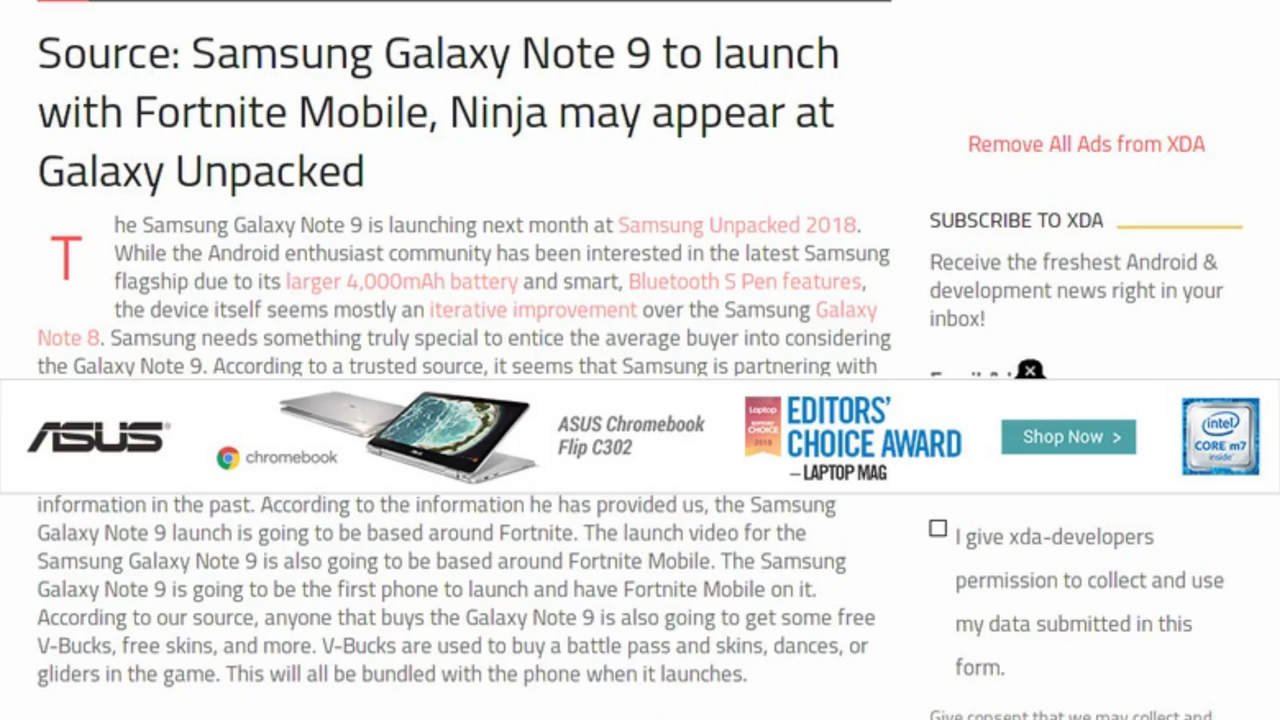 Source: Samsung Galaxy Note 9 to launch
with Fortnite Mobile, Ninja may appear at
Galaxy Unpacked
The Samsung Galaxy Note 9 is launching next month at Samsung Unpacked 2018.
While the Android enthusiast community has been interested in the latest Samsung
flagship due to its larger 4,000mAh battery and smart, Bluetooth S Pen features,
the device itself seems mostly an iterative improvement over the Samsung Galaxy
Note 8. Samsung needs something truly special to entice the average buyer into considering
the Galaxy Note 9. According to a trusted source, it seems that Samsung is partnering with
Remove All Ads from XDA
SUBSCRIBE TO XDA
Receive the freshest Android &
development news right in your
inbox!
ASUS®
chromebook
ASUS Chromebook
Flip C302
Laptop
EDITORS'
CHOICE
2018
EDITORS'
CHOICE AWARD
– LAPTOP MAG
Shop Now >
intel
CORE m7
inside
information in the past. According to the information he has provided us, the Samsung
Galaxy Note 9 launch is going to be based around Fortnite. The launch video for the
Samsung Galaxy Note 9 is also going to be based around Fortnite Mobile. The Samsung
Galaxy Note 9 is going to be the first phone to launch and have Fortnite Mobile on it.
According to our source, anyone that buys the Galaxy Note 9 is also going to get some free
V-Bucks, free skins, and more. V-Bucks are used to buy a battle pass and skins, dances, or
gliders in the game. This will all be bundled with the phone when it launches.
I give xda-developers
permission to collect and use
my data submitted in this
form.
Give consent that we may collect and